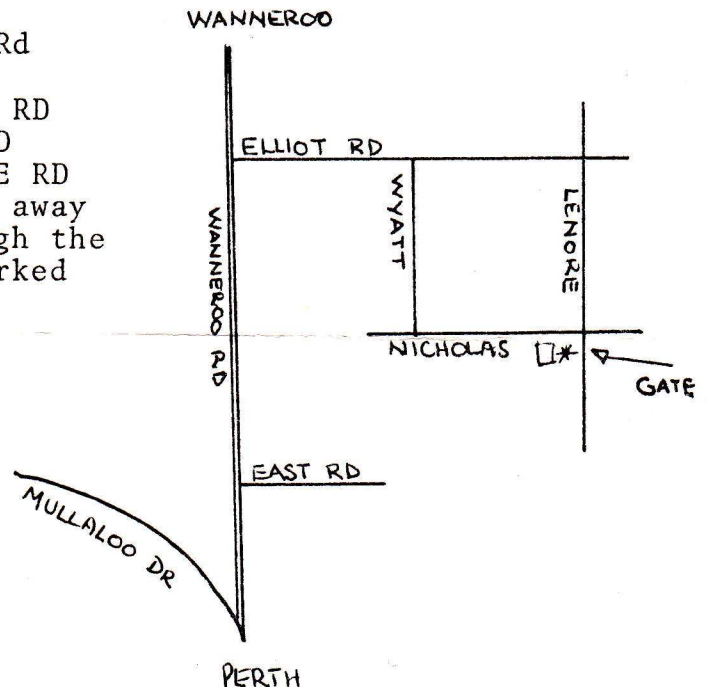 Rd
RD
E RD
away
gh the
rked
WANNEROO
ELLIOT RD
WYATT
LENORE
WANNEROO RD
NICHOLAS
GATE
EAST RD
MULLALOO DR
PERTH